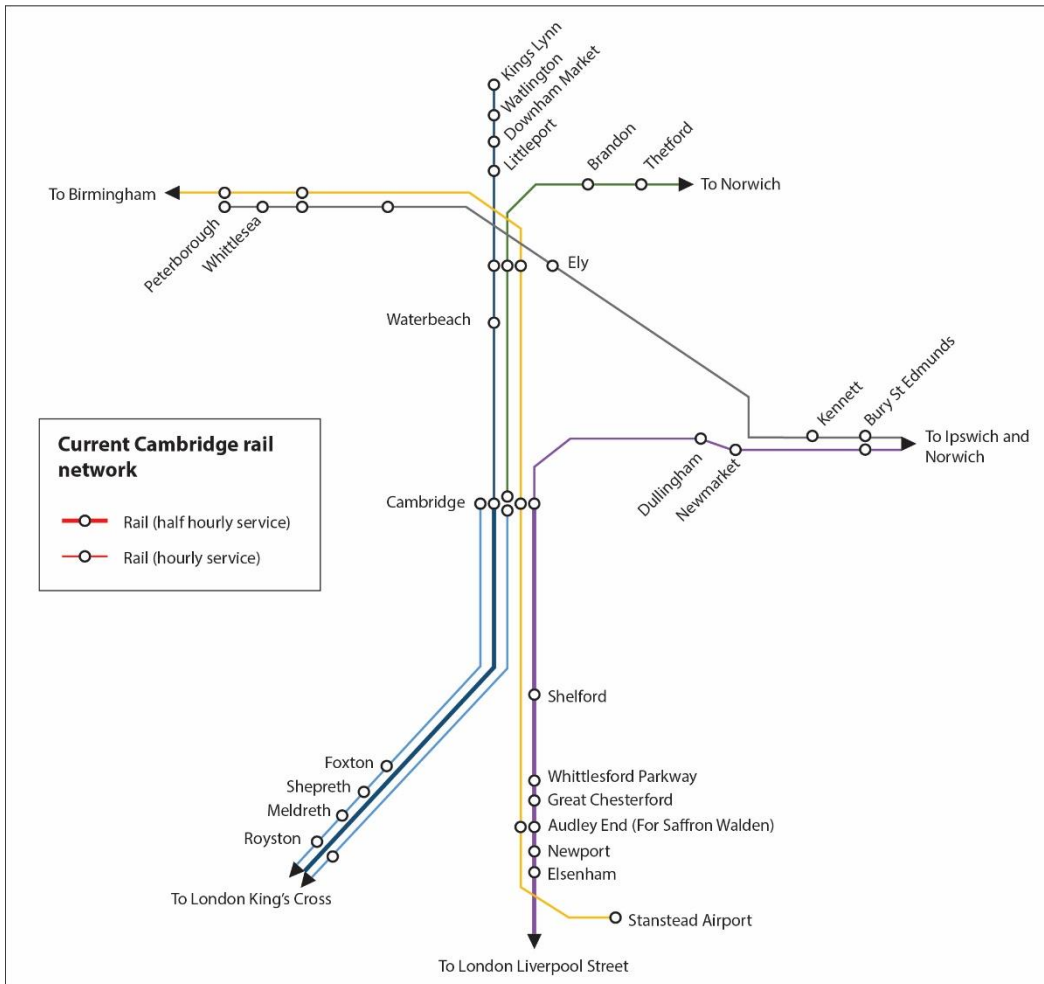 Kings Lynn
Watlington
Downham Market
Littleport
Brandon
Thetford
To Birmingham
To Norwich
Peterborough
Whittlesea
Ely
Waterbeach
Kennett
Bury St Edmunds
To Ipswich and
Norwich
Dullingham
Newmarket
Current Cambridge rail
network
Rail (half hourly service)
Rail (hourly service)
Cambridge
Shelford
Foxton
Shepreth
Meldreth
Royston
To London King's Cross
Whittlesford Parkway
Great Chesterford
Audley End (For Saffron Walden)
Newport
Elsenham
Stanstead Airport
To London Liverpool Street